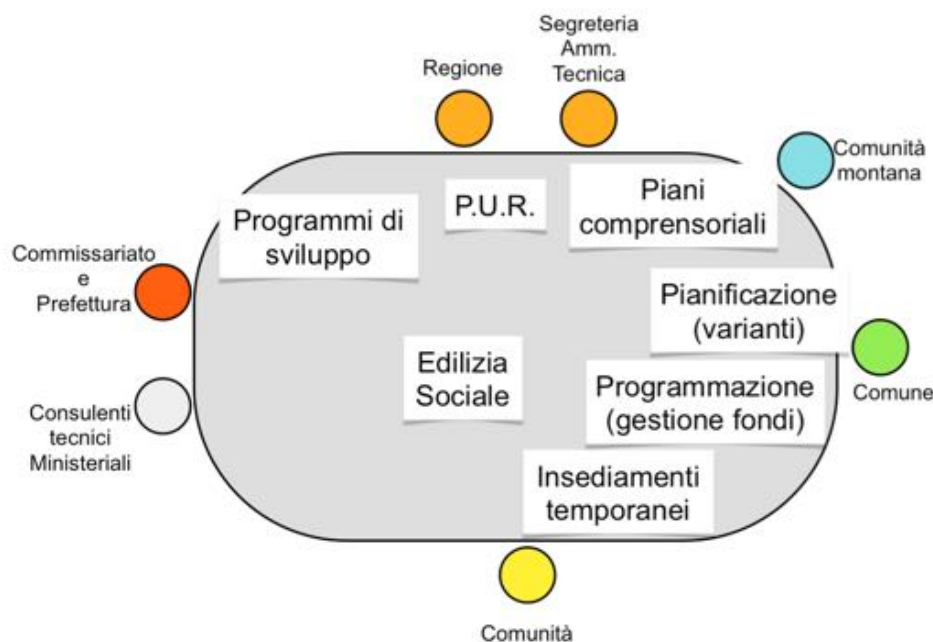 Segreteria
Amm.
Tecnica
Regione
Comunità
montana
Piani
comprensoriali
P.U.R.
Programmi di
sviluppo
Commissariato
e
Prefettura
Pianificazione
(varianti)
Edilizia
Sociale
Programmazione
(gestione fondi)
Comune
Consulenti
tecnici
Ministeriali
Insediamenti
temporanei
Comunità